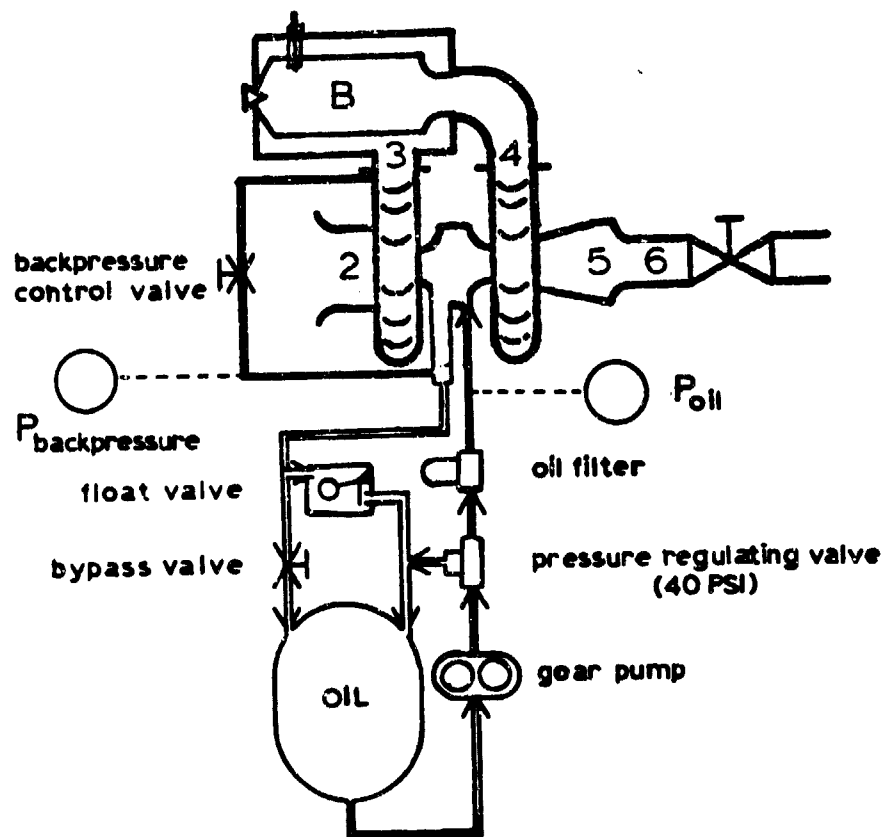 B
3
4
2
5
6
backpressure
control valve
P backpressure
P oil
oil filter
float valve
bypass valve
pressure regulating valve
(40 PSI)
gear pump
OIL